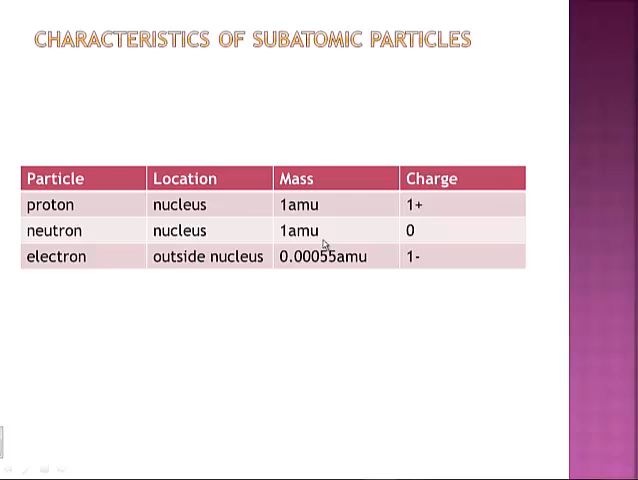 CHARACTERISTICS OF SUBATOMIC PARTICLES
Particle Location Mass Charge
proton nucleus 1amu 1+
neutron nucleus 1amu 0
electron outside nucleus 0.00055amu 1-